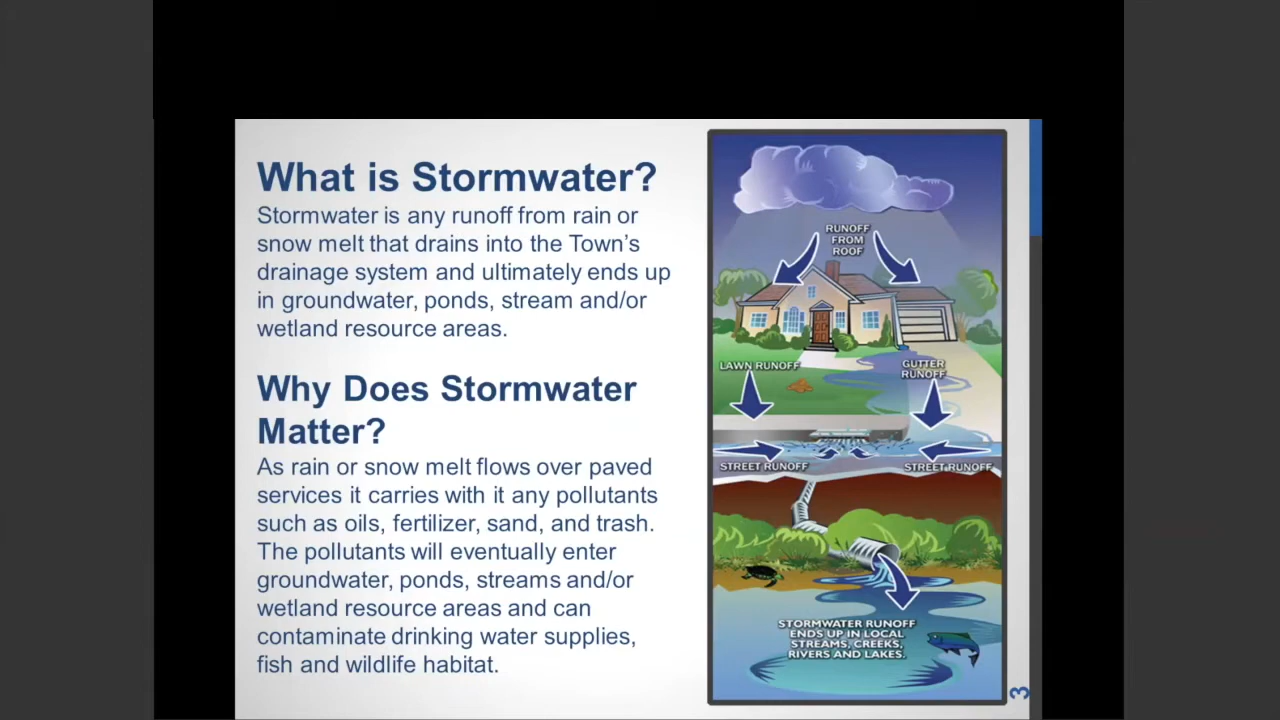 What is Stormwater?
Stormwater is any runoff from rain or
snow melt that drains into the Town's
drainage system and ultimately ends up
in groundwater, ponds, stream and/or
wetland resource areas.
Why Does Stormwater
Matter?
As rain or snow melt flows over paved
services it carries with it any pollutants
such as oils, fertilizer, sand, and trash.
The pollutants will eventually enter
groundwater, ponds, streams and/or
wetland resource areas and can
contaminate drinking water supplies,
fish and wildlife habitat.
RUNOFF
FROM
ROOF
LAWN RUNOFF
GUTTER
RUNOFF
STREET RUNOFF
STREET RUNOFF
STORMWATER RUNOFF
ENDS UP IN LOCAL
STREAMS, CREEKS,
RIVERS AND LAKES.
3